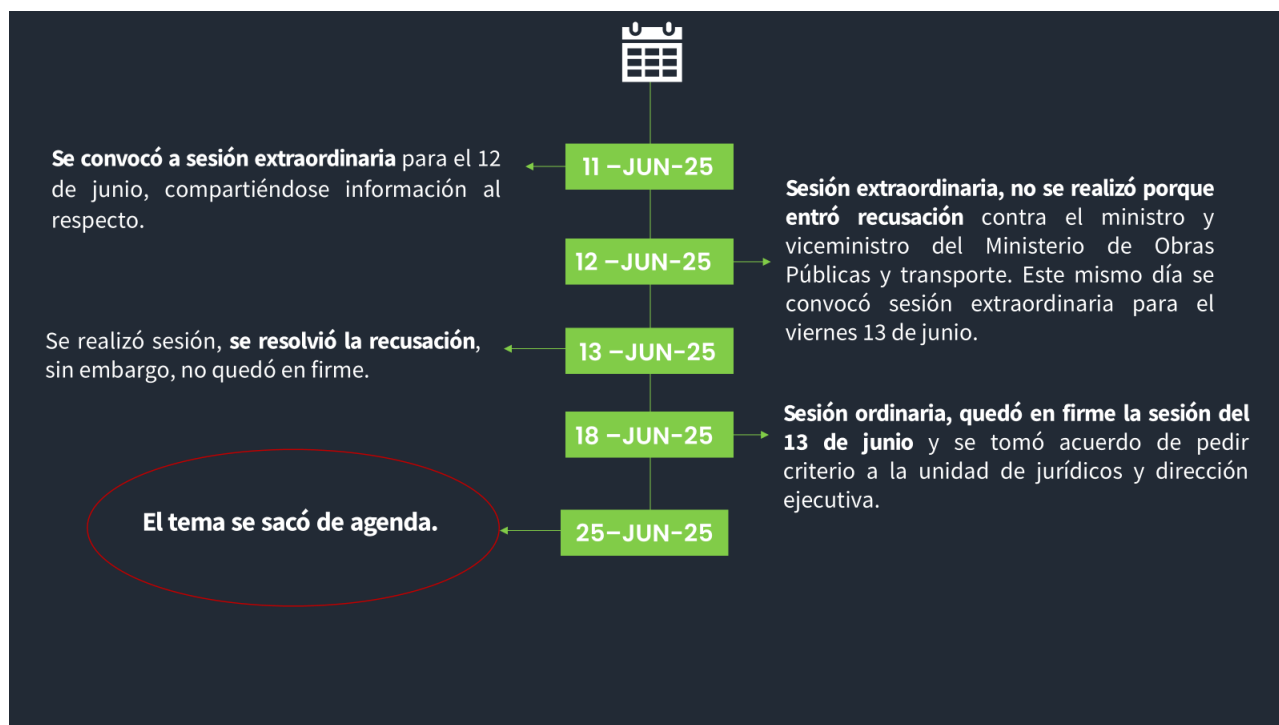 11 –JUN-25
Se convocó a sesión extraordinaria para el 12
de junio, compartiéndose información al
respecto.
12 –JUN-25
Sesión extraordinaria, no se realizó porque
entró recusación contra el ministro y
viceministro del Ministerio de Obras
Públicas y transporte. Este mismo día se
convocó sesión extraordinaria para el
viernes 13 de junio.
13 –JUN-25
Se realizó sesión, se resolvió la recusación,
sin embargo, no quedó en firme.
18 –JUN-25
Sesión ordinaria, quedó en firme la sesión del
13 de junio y se tomó acuerdo de pedir
criterio a la unidad de jurídicos y dirección
ejecutiva.
25–JUN-25
El tema se sacó de agenda.